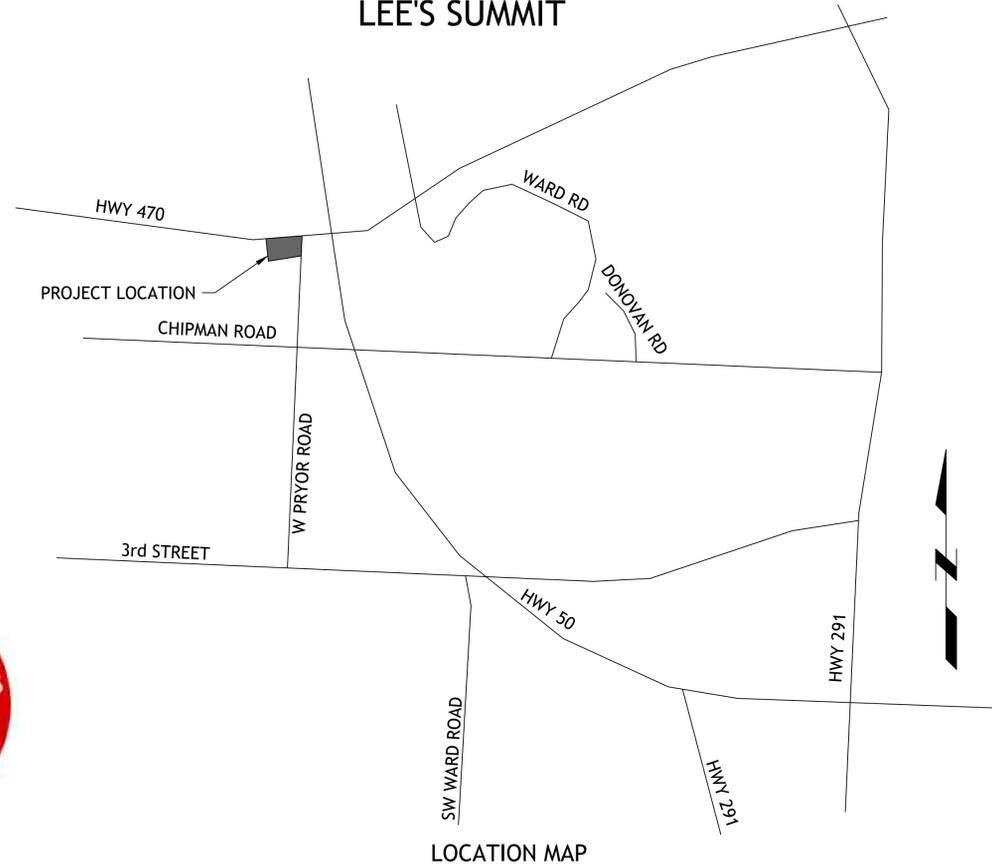 LEE'S SUMMIT
WARD RD
HWY 470
PROJECT LOCATION
DONOVAN RD
CHIPMAN ROAD
W PRYOR ROAD
3rd STREET
N
HWY 50
HWY 291
SW WARD ROAD
HWY 291
LOCATION MAP